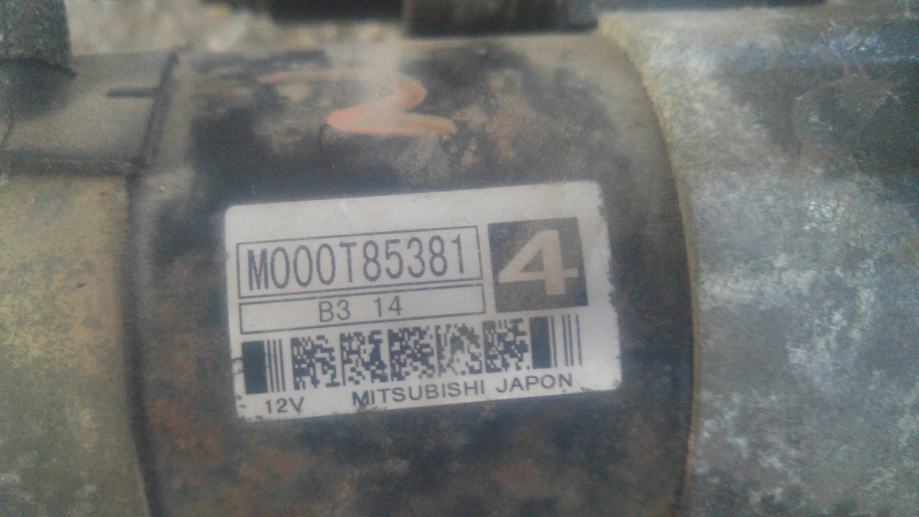 2
M000T85381
4
B3 14
12V MITSUBISHI JAPON